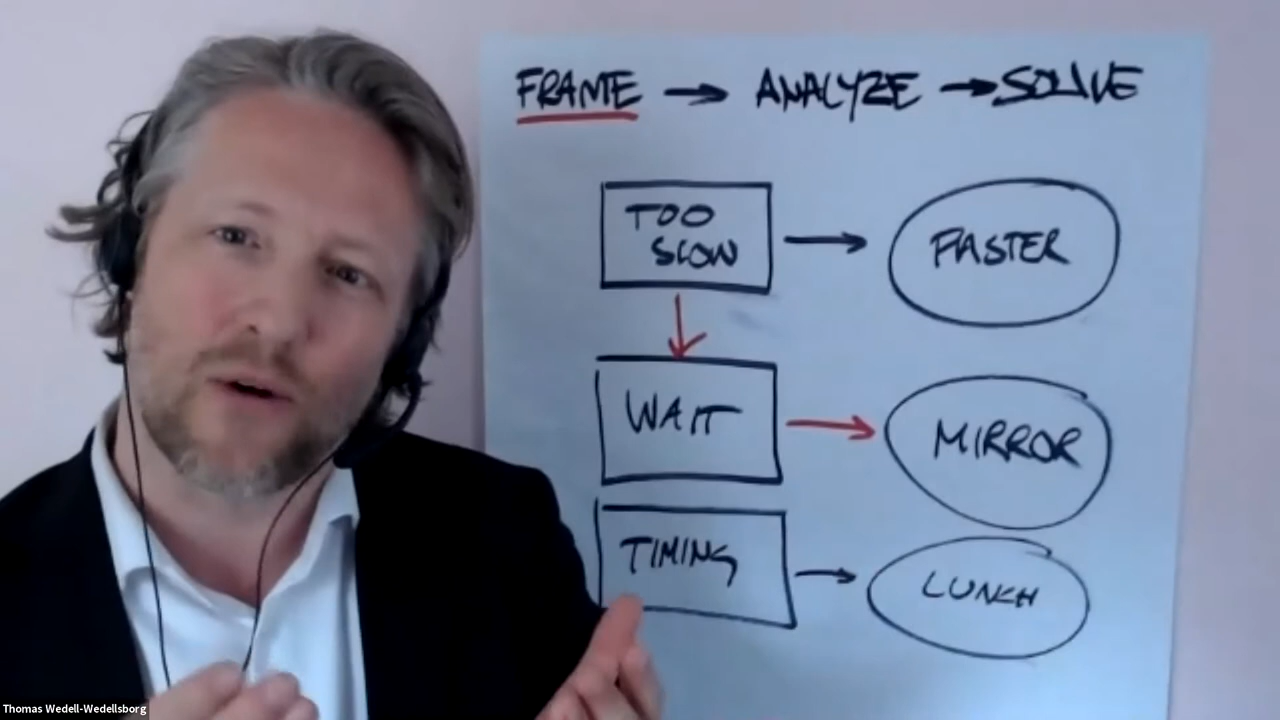 FRAME → ANALYZE → SOLVE
TOO
SLOW
→ FASTER
WAIT → MIRROR
TIMING → LUNCH
Thomas Wedell-Wedellsborg